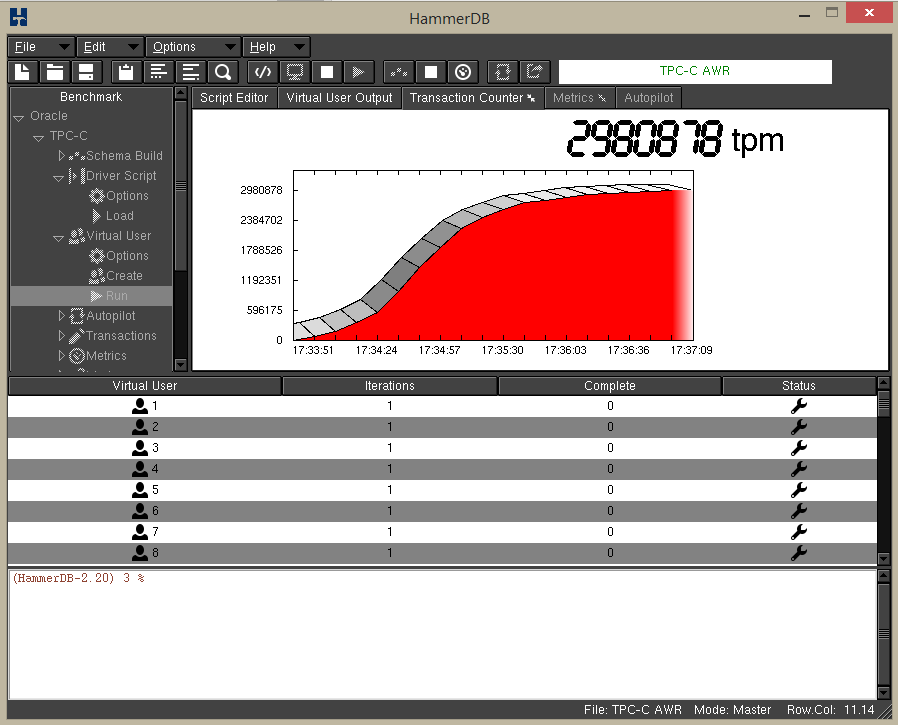 HammerDB
File Edit Options Help
TPC-C AWR
Benchmark
Oracle
TPC-C
Schema Build
Driver Script
Options
Load
Virtual User
Options
Create
Run
Autopilot
Transactions
Metrics
Script Editor Virtual User Output Transaction Counter Metrics Autopilot
2980878 tpm
2980878
2384702
1788526
1192351
596175
0
17:33:51 17:34:24 17:34:57 17:35:30 17:36:03 17:36:36 17:37:09
Virtual User Iterations Complete Status
1 1 0
2 1 0
3 1 0
4 1 0
5 1 0
6 1 0
7 1 0
8 1 0
(HammerDB-2.20) 3 %
File: TPC-C AWR Mode: Master Row.Col: 11.14